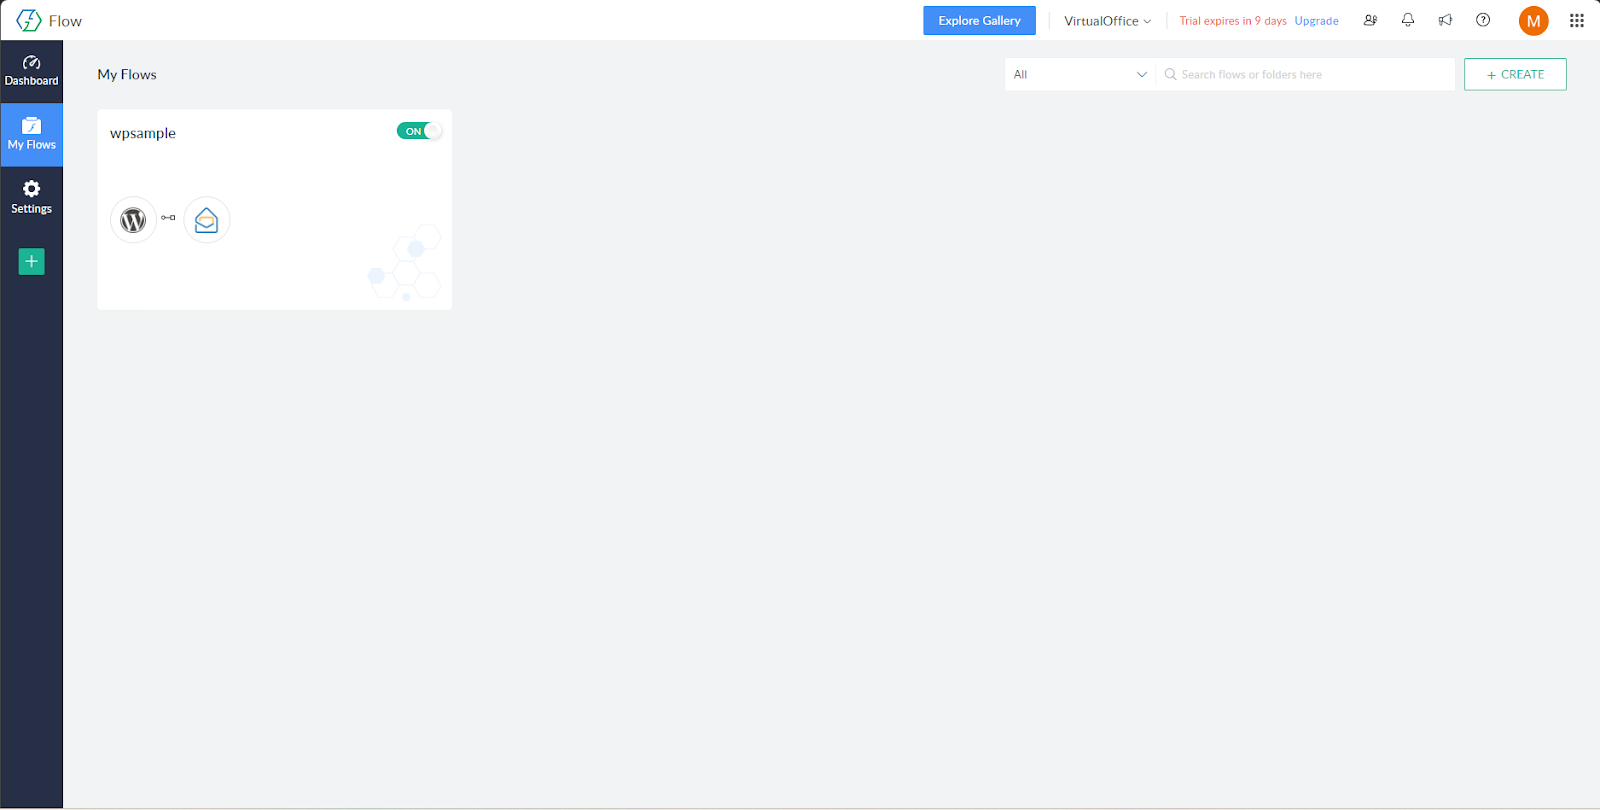 Flow
Explore Gallery
VirtualOffice
Trial expires in 9 days Upgrade
M
Dashboard
My Flows
Settings
My Flows
All
Search flows or folders here
+ CREATE
wpsample
ON